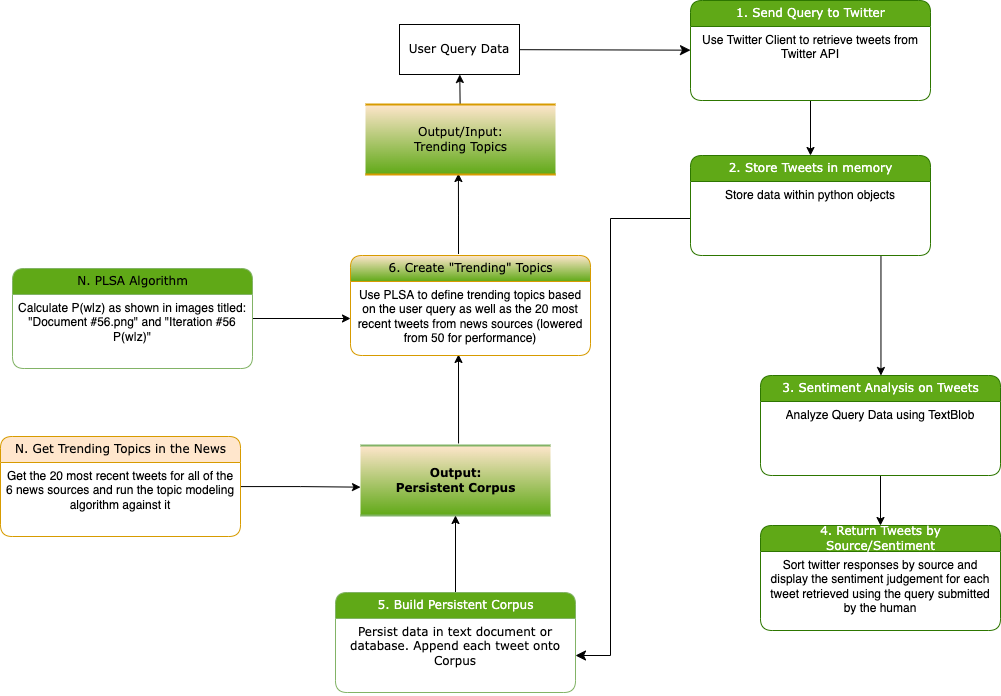 1. Send Query to Twitter
Use Twitter Client to retrieve tweets from
Twitter API
User Query Data
Output/Input:
Trending Topics
2. Store Tweets in memory
Store data within python objects
6. Create "Trending" Topics
Use PLSA to define trending topics based
on the user query as well as the 20 most
recent tweets from news sources (lowered
from 50 for performance)
N. PLSA Algorithm
Calculate P(wlz) as shown in images titled:
"Document #56.png" and "Iteration #56
P(wlz)"
3. Sentiment Analysis on Tweets
Analyze Query Data using TextBlob
N. Get Trending Topics in the News
Get the 20 most recent tweets for all of the
6 news sources and run the topic modeling
algorithm against it
Output:
Persistent Corpus
4. Return Tweets by
Source/Sentiment
Sort twitter responses by source and
display the sentiment judgement for each
tweet retrieved using the query submitted
by the human
5. Build Persistent Corpus
Persist data in text document or
database. Append each tweet onto
Corpus